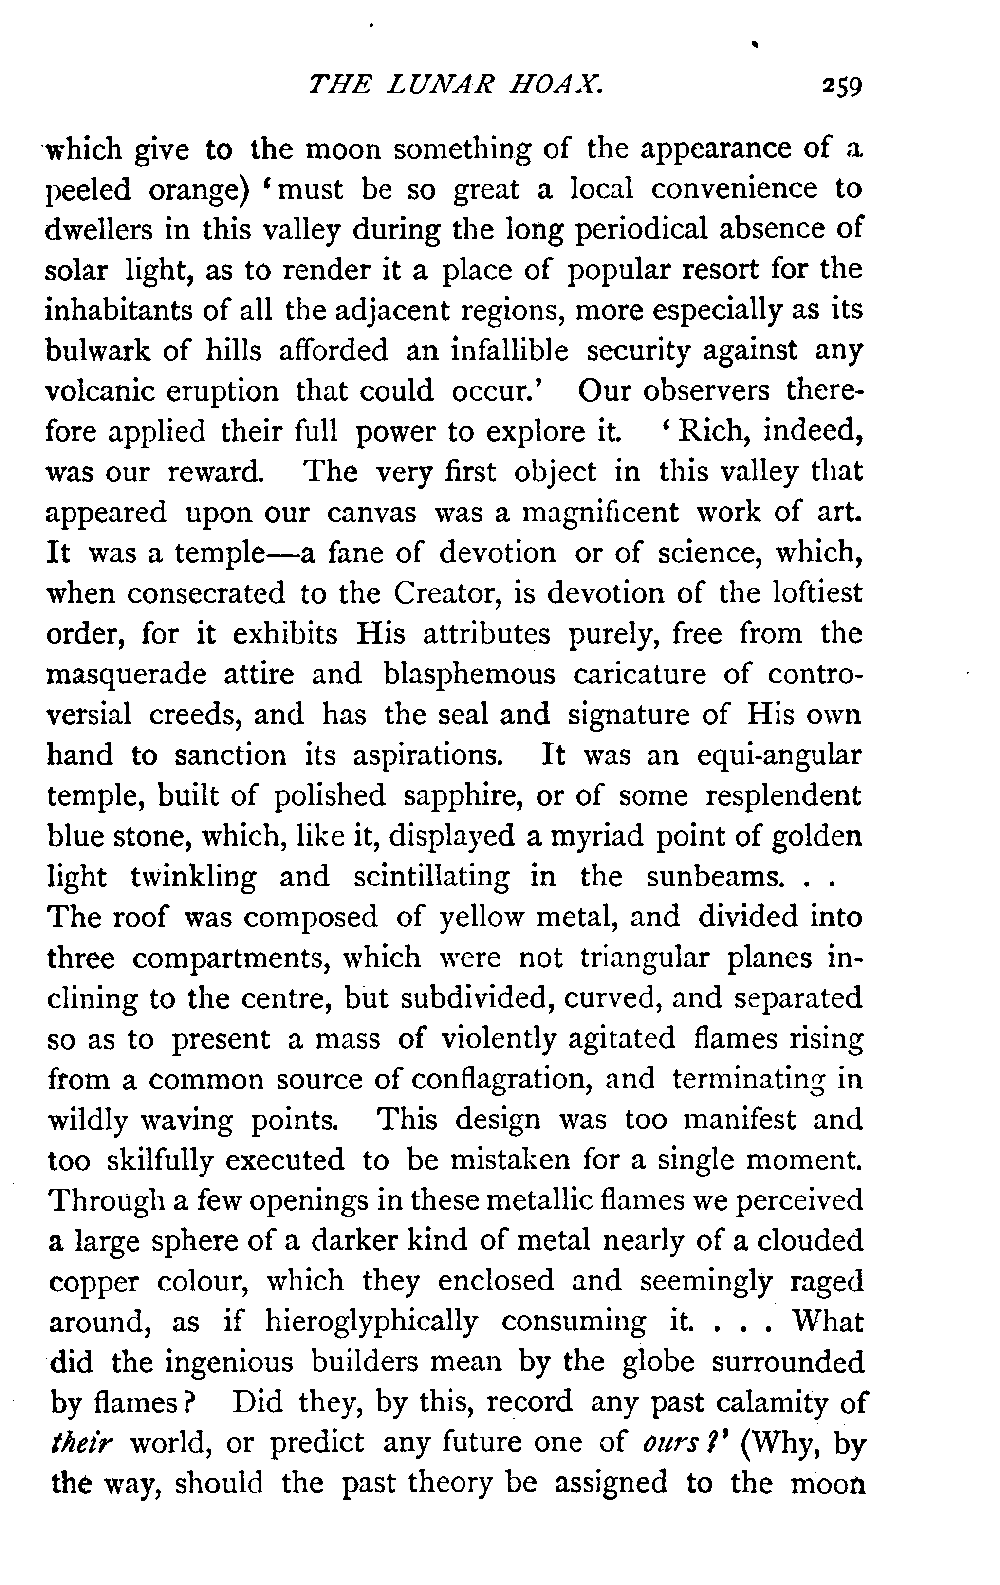 THE LUNAR HOAX. 259
which give to the moon something of the appearance of a
peeled orange) ‘must be so great a local convenience to
dwellers in this valley during the long periodical absence of
solar light, as to render it a place of popular resort for the
inhabitants of all the adjacent regions, more especially as its
bulwark of hills afforded an infallible security against any
volcanic eruption that could occur.’ Our observers there-
fore applied their full power to explore it. ‘Rich, indeed,
was our reward. The very first object in this valley that
appeared upon our canvas was a magnificent work of art.
It was a temple—a fane of devotion or of science, which,
when consecrated to the Creator, is devotion of the loftiest
order, for it exhibits His attributes purely, free from the
masquerade attire and blasphemous caricature of contro-
versial creeds, and has the seal and signature of His own
hand to sanction its aspirations. It was an equi-angular
temple, built of polished sapphire, or of some resplendent
blue stone, which, like it, displayed a myriad point of golden
light twinkling and scintillating in the sunbeams. . .
The roof was composed of yellow metal, and divided into
three compartments, which were not triangular planes in-
clining to the centre, but subdivided, curved, and separated
so as to present a mass of violently agitated flames rising
from a common source of conflagration, and terminating in
wildly waving points. This design was too manifest and
too skilfully executed to be mistaken for a single moment.
Through a few openings in these metallic flames we perceived
a large sphere of a darker kind of metal nearly of a clouded
copper colour, which they enclosed and seemingly raged
around, as if hieroglyphically consuming it. . . . What
did the ingenious builders mean by the globe surrounded
by flames? Did they, by this, record any past calamity of
their world, or predict any future one of ours?’ (Why, by
the way, should the past theory be assigned to the moon